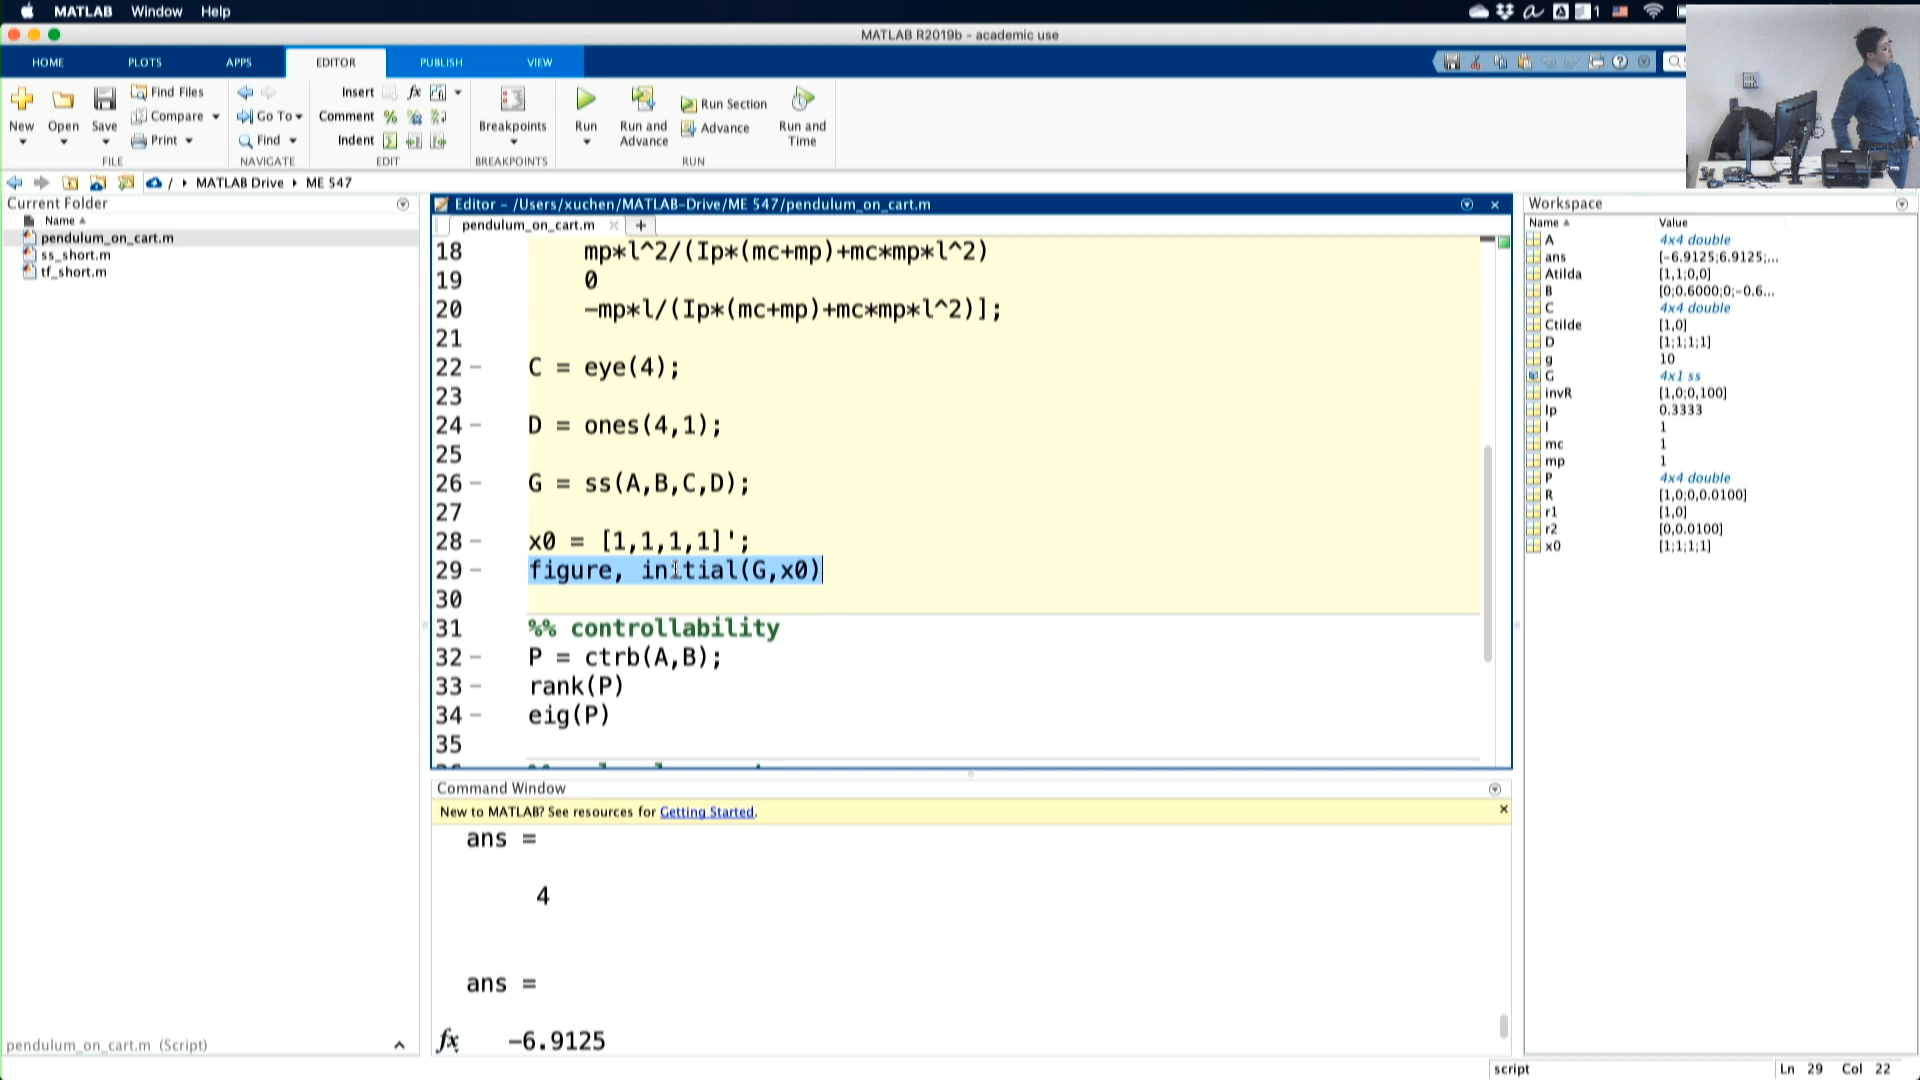 MATLAB Window Help
1
MATLAB R2019b - academic use
HOME PLOTS APPS EDITOR PUBLISH VIEW
New
Open
Save
Find Files
Compare
Print
FILE
Go To
Find
NAVIGATE
Insert
Comment
Indent
EDIT
Breakpoints
BREAKPOINTS
Run
Run and
Advance
Run Section
Advance
Run and
Time
RUN
/ MATLAB Drive ME 547
Current Folder
Name
pendulum_on_cart.m
ss_short.m
tf_short.m
pendulum_on_cart.m (Script)
Editor - /Users/xuchen/MATLAB-Drive/ME 547/pendulum_on_cart.m
pendulum_on_cart.m
18 mp*l^2/(Ip*(mc+mp)+mc*mp*l^2)
19 0
20 -mp*l/(Ip*(mc+mp)+mc*mp*l^2)];
21
22 - C = eye(4);
23
24 - D = ones(4,1);
25
26 - G = ss(A,B,C,D);
27
28 - x0 = [1,1,1,1]';
29 - figure, initial(G,x0)
30
31 %% controllability
32 - P = ctrb(A,B);
33 - rank(P)
34 - eig(P)
35
Command Window
New to MATLAB? See resources for Getting Started.
ans =
4
ans =
fx -6.9125
Workspace
Name Value
A 4x4 double
ans [-6.9125;6.9125;...
Atilda [1,1;0,0]
B [0;0.6000;0;-0.6...
C 4x4 double
Ctilde [1,0]
D [1;1;1;1]
g 10
G 4x1 ss
invR [1,0;0,100]
Ip 0.3333
l 1
mc 1
mp 1
P 4x4 double
R [1,0;0,0.0100]
r1 [1,0]
r2 [0,0.0100]
x0 [1;1;1;1]
script Ln 29 Col 22